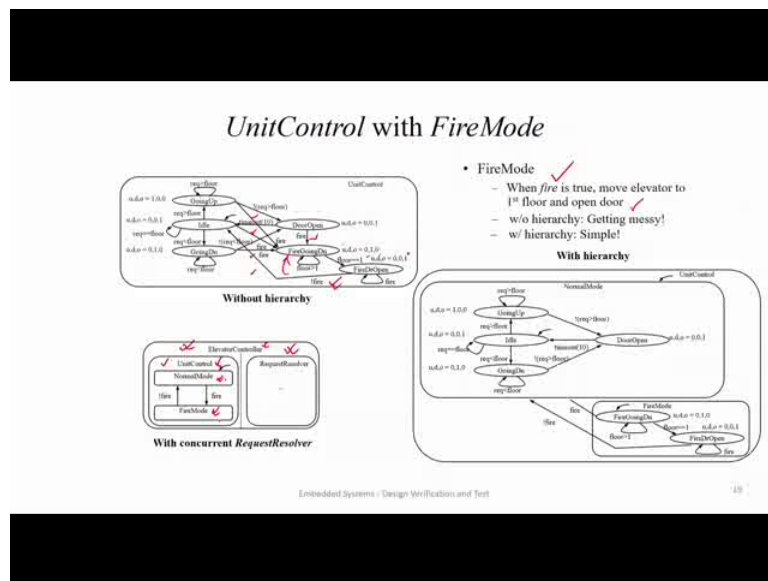 UnitControl with FireMode
• FireMode
– When fire is true, move elevator to
1st floor and open door
– w/o hierarchy: Getting messy!
– w/ hierarchy: Simple!
req>floor
UnitControl
u,d,o = 1,0,0
GoingUp
req>floor
!(req>floor)
u,d,o = 0,0,1
Idle
timeout(10)
DoorOpen
u,d,o = 0,0,1
req==floor
fire
u,d,o = 0,1,0
req<floor
!(req<floor)
fire
fire
GoingDn
fire
FireGoingDn
u,d,o = 0,1,0
floor==1
u,d,o = 0,0,1
req<floor
floor>1
FireDrOpen
!fire
fire
Without hierarchy
With hierarchy
UnitControl
NormalMode
req>floor
u,d,o = 1,0,0
GoingUp
req>floor
!(req>floor)
u,d,o = 0,0,1
Idle
DoorOpen
u,d,o = 0,0,1
req==floor
timeout(10)
req>floor
!(req>floor)
u,d,o = 0,1,0
GoingDn
req<floor
FireMode
fire
FireGoingDn
u,d,o = 0,1,0
!fire
floor>1
floor==1
u,d,o = 0,0,1
FireDrOpen
fire
ElevatorController
UnitControl
RequestResolver
NormalMode
!fire
fire
FireMode
With concurrent RequestResolver
Embedded Systems - Design Verification and Test
19